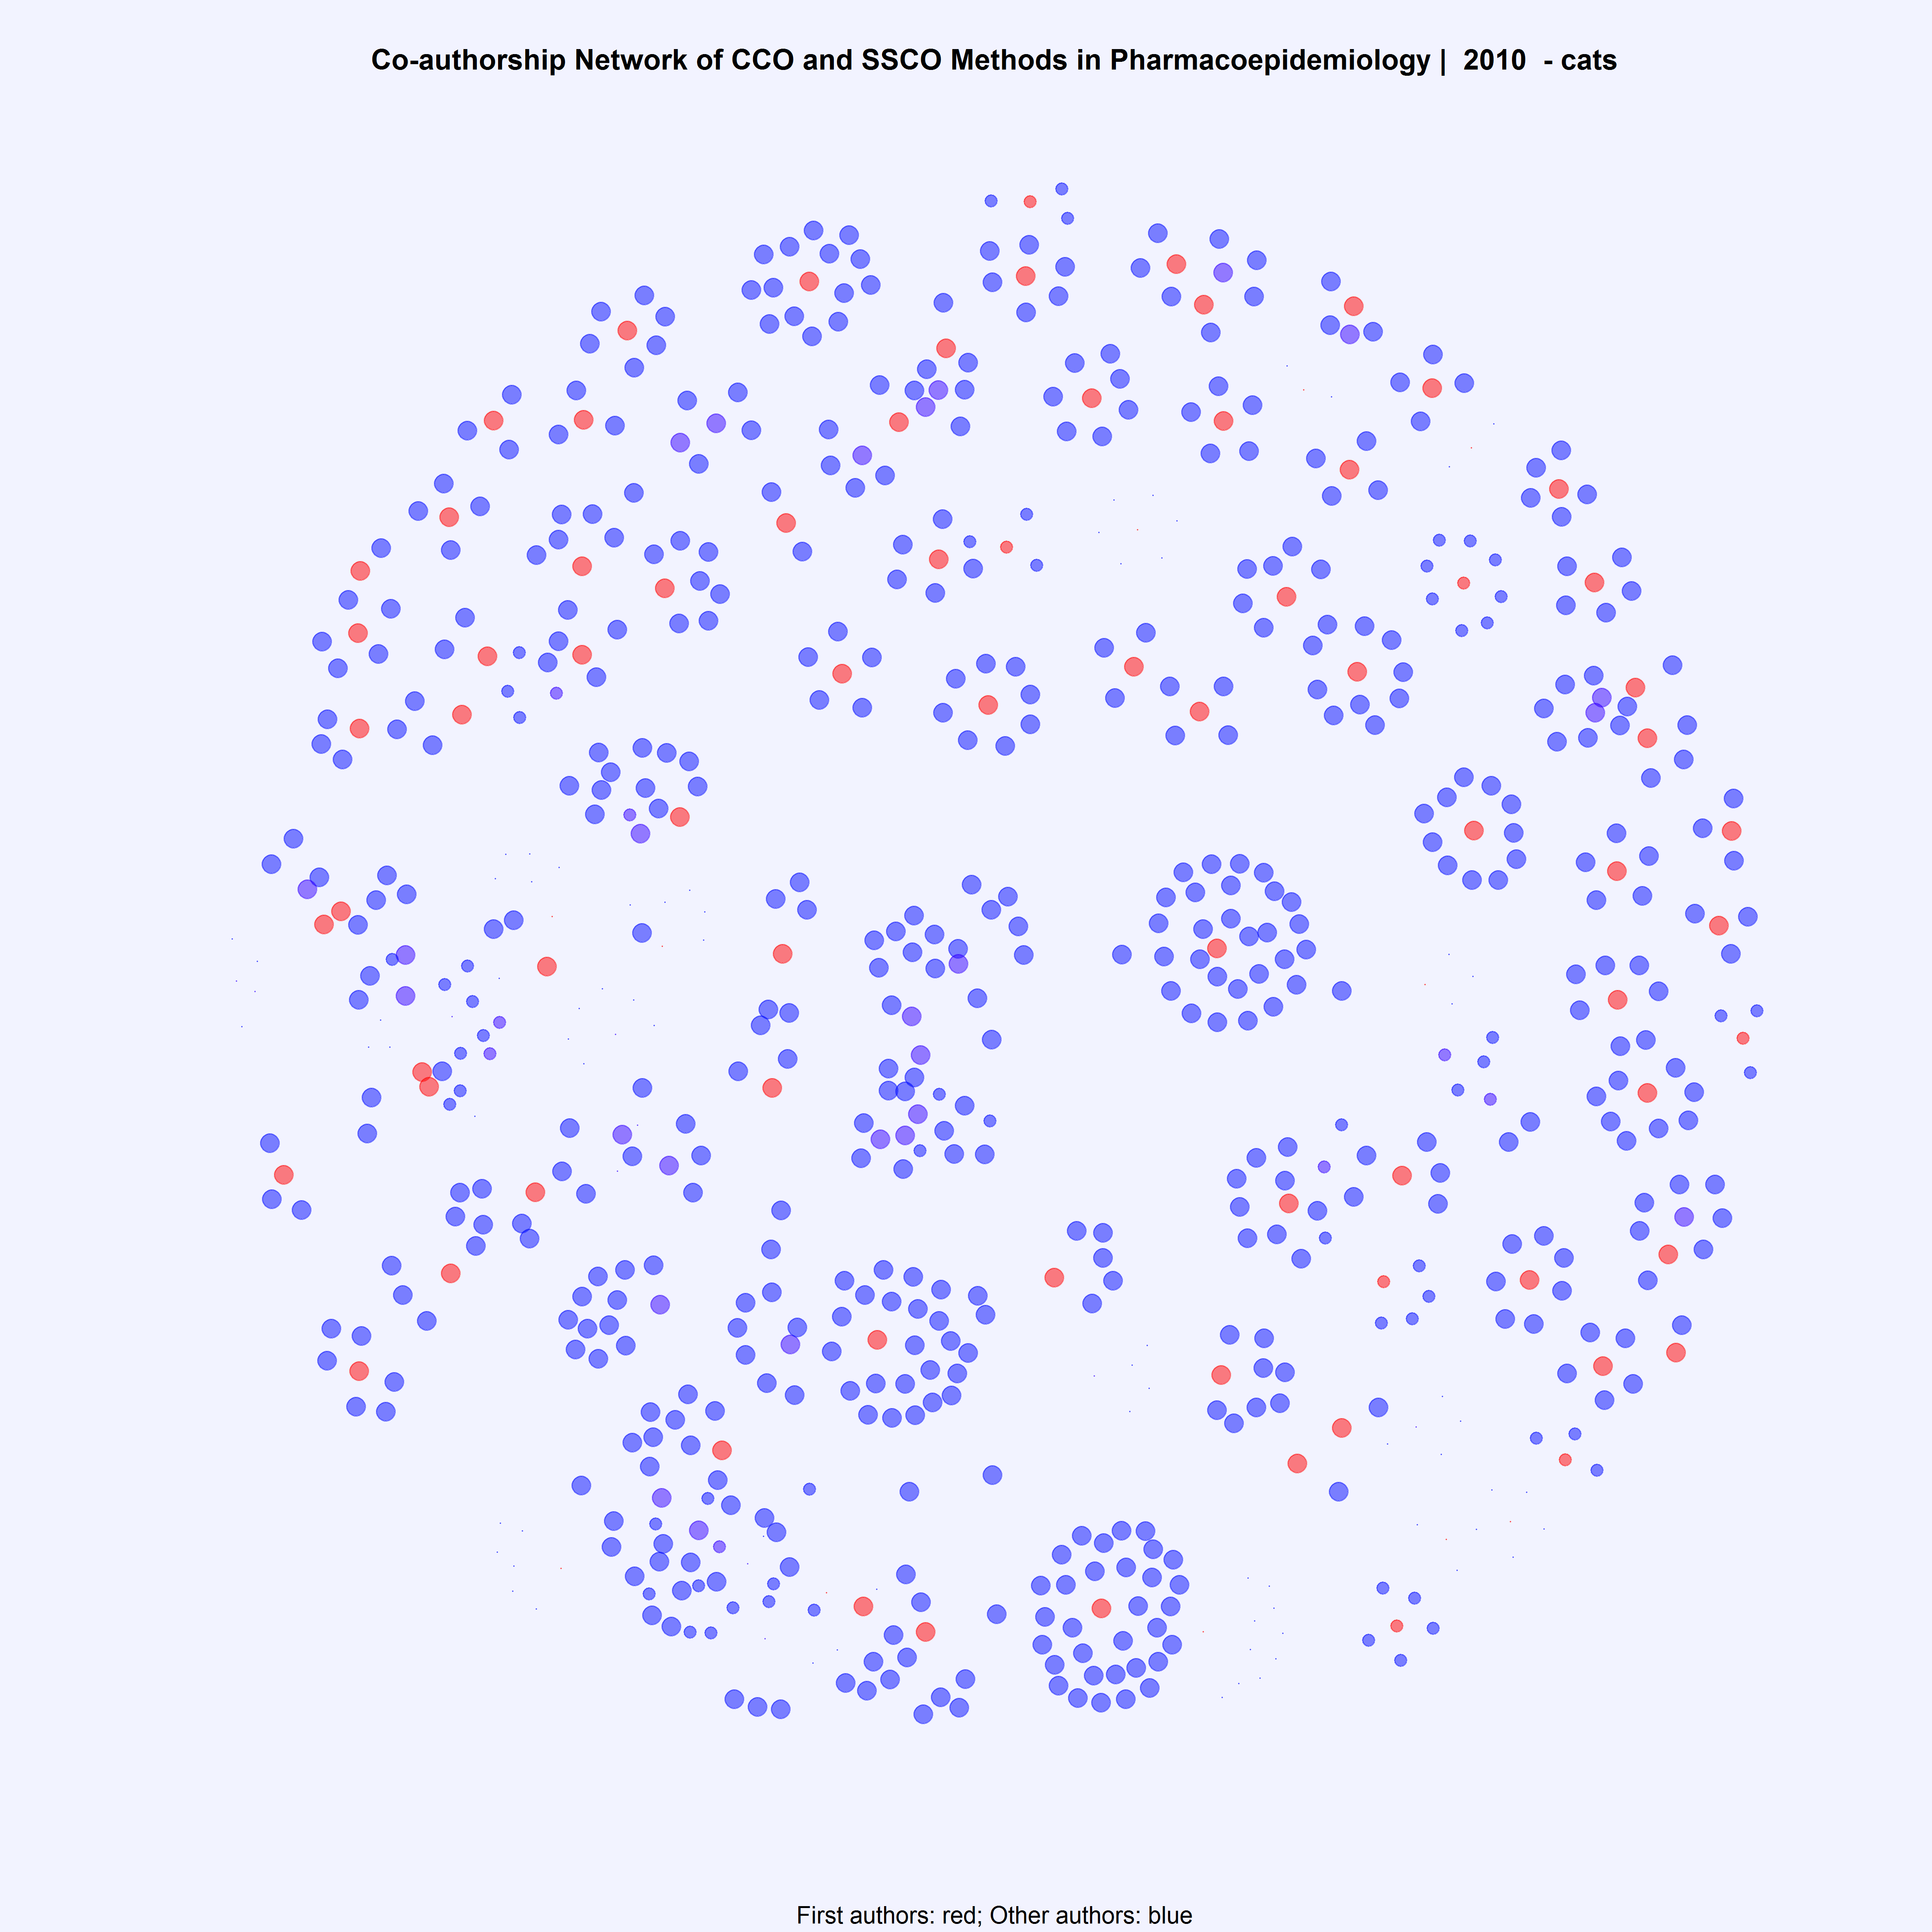 Co-authorship Network of CCO and SSCO Methods in Pharmacoepidemiology | 2010 - cats
First authors: red; Other authors: blue